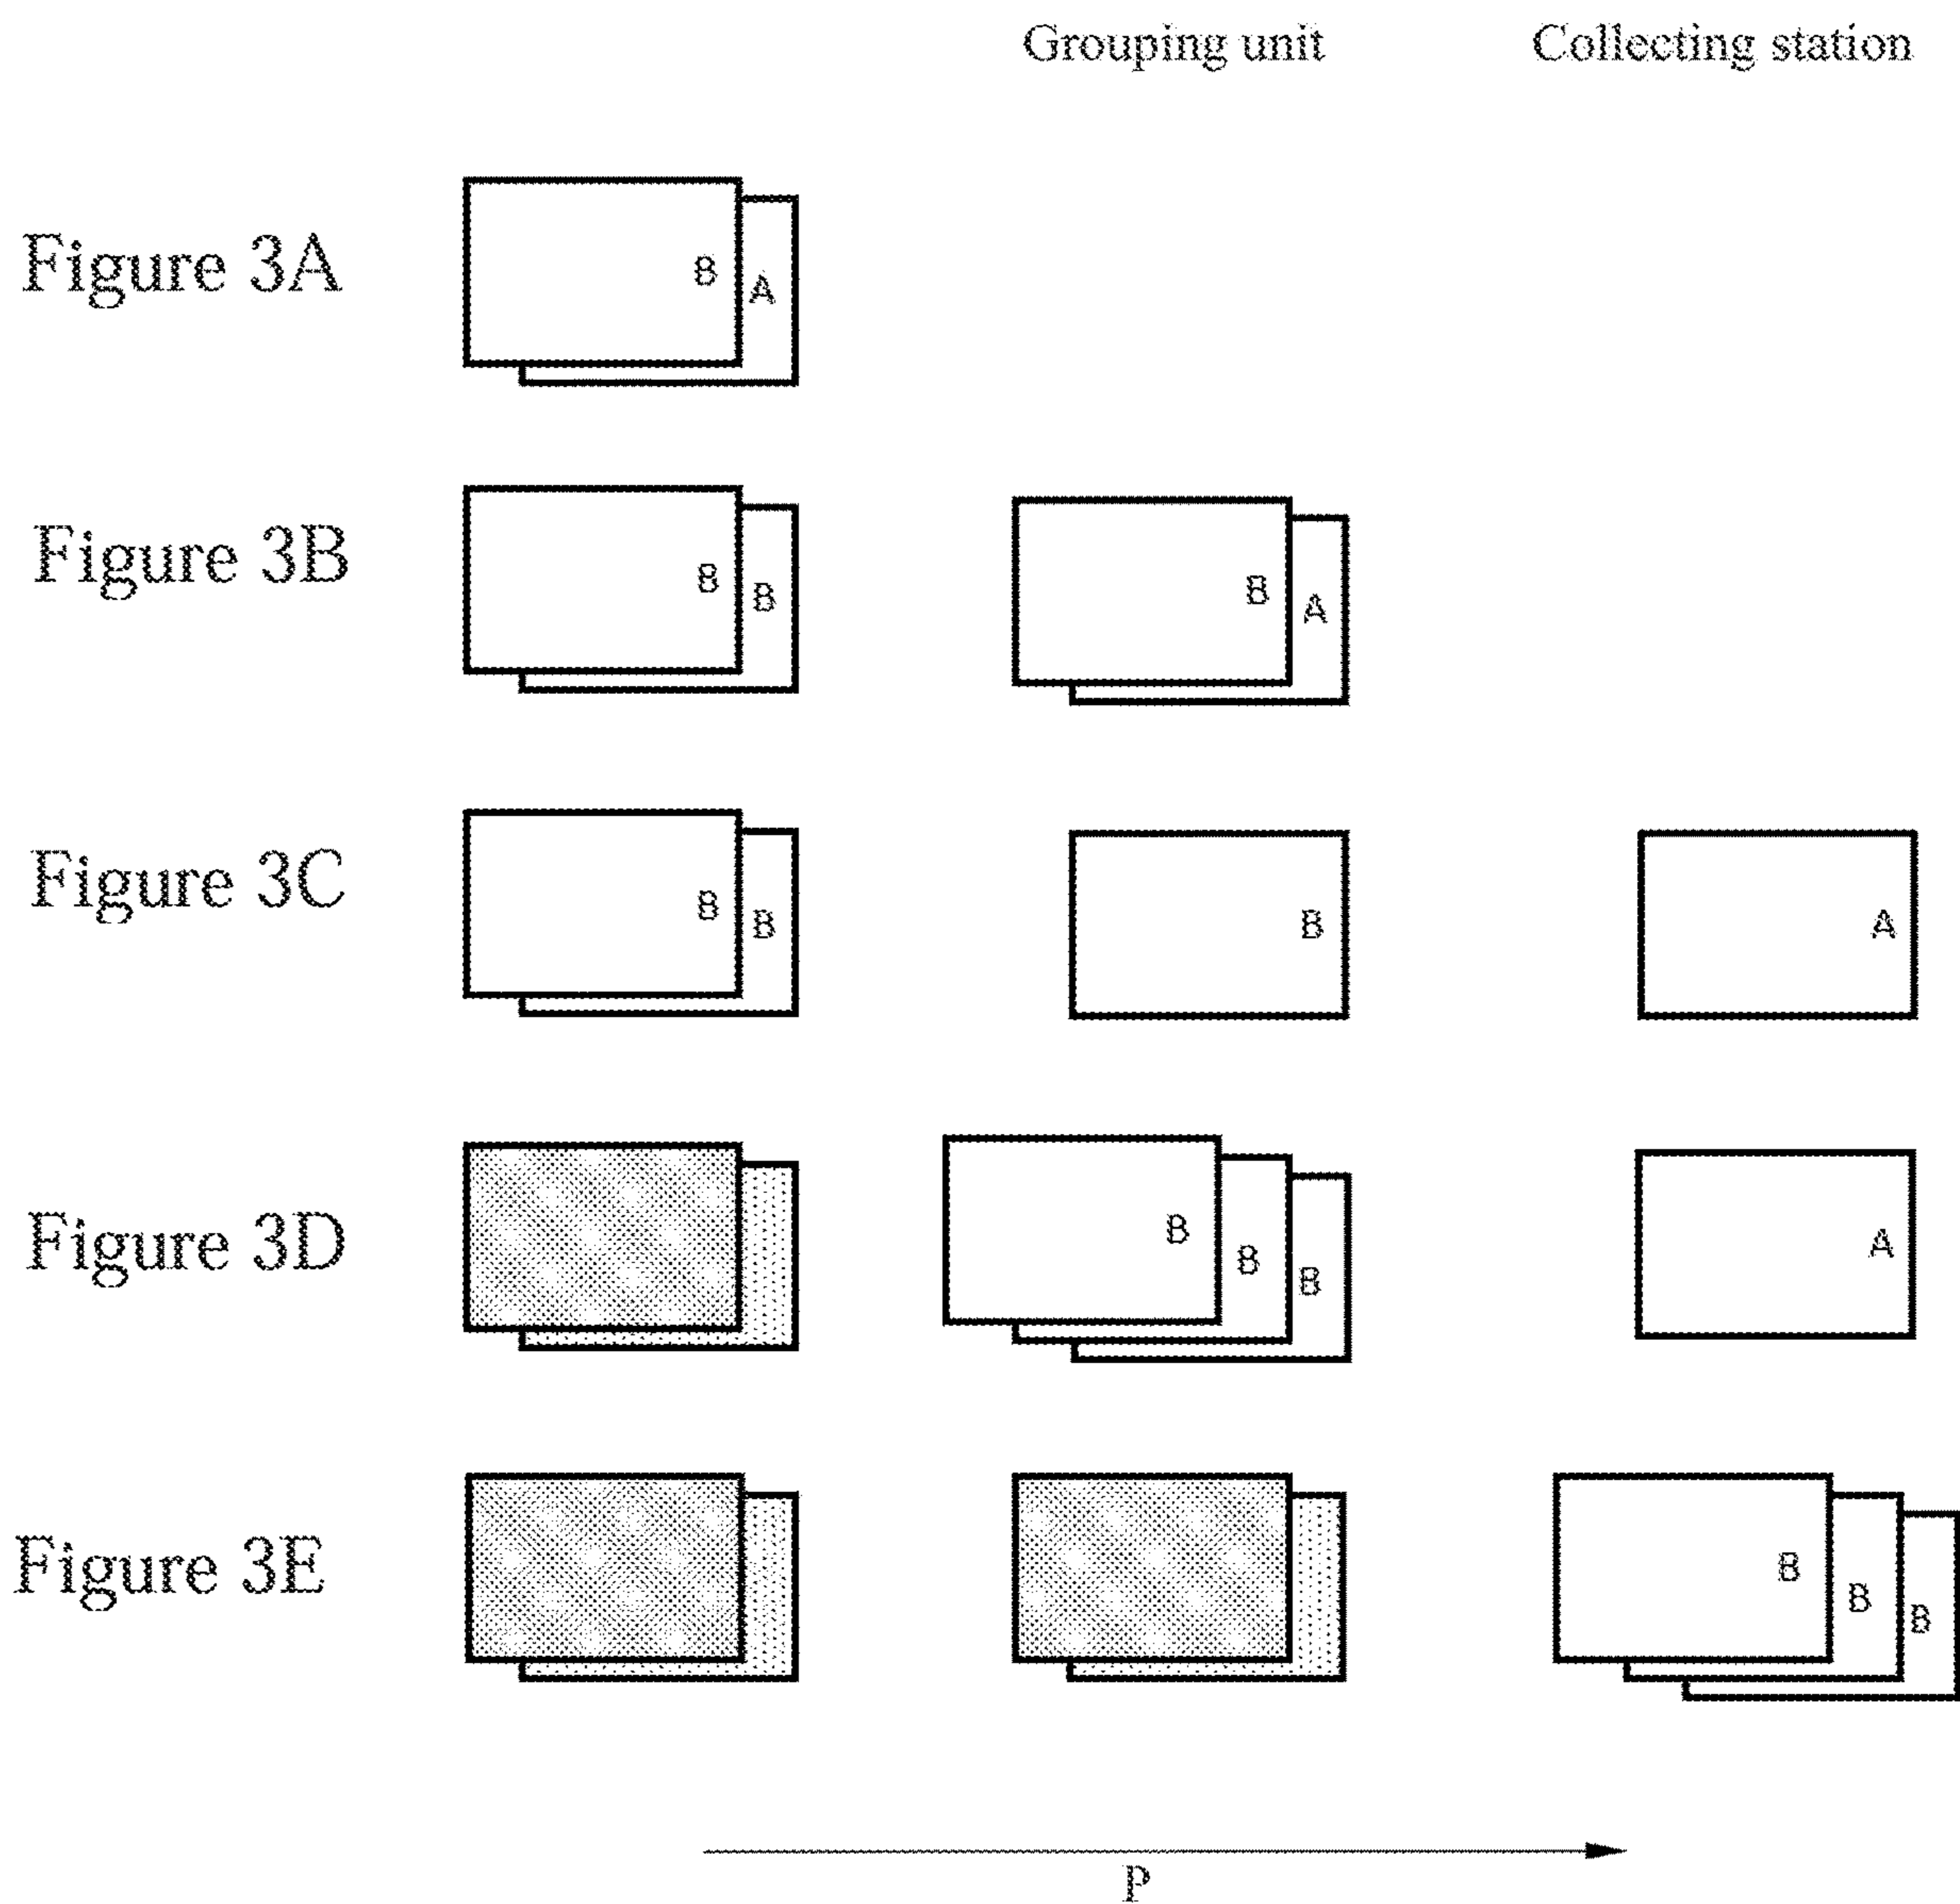 Grouping unit Collecting station
Figure 3A B A
Figure 3B B B B A
Figure 3C B B B A
Figure 3D B B B A
Figure 3E B B B
P